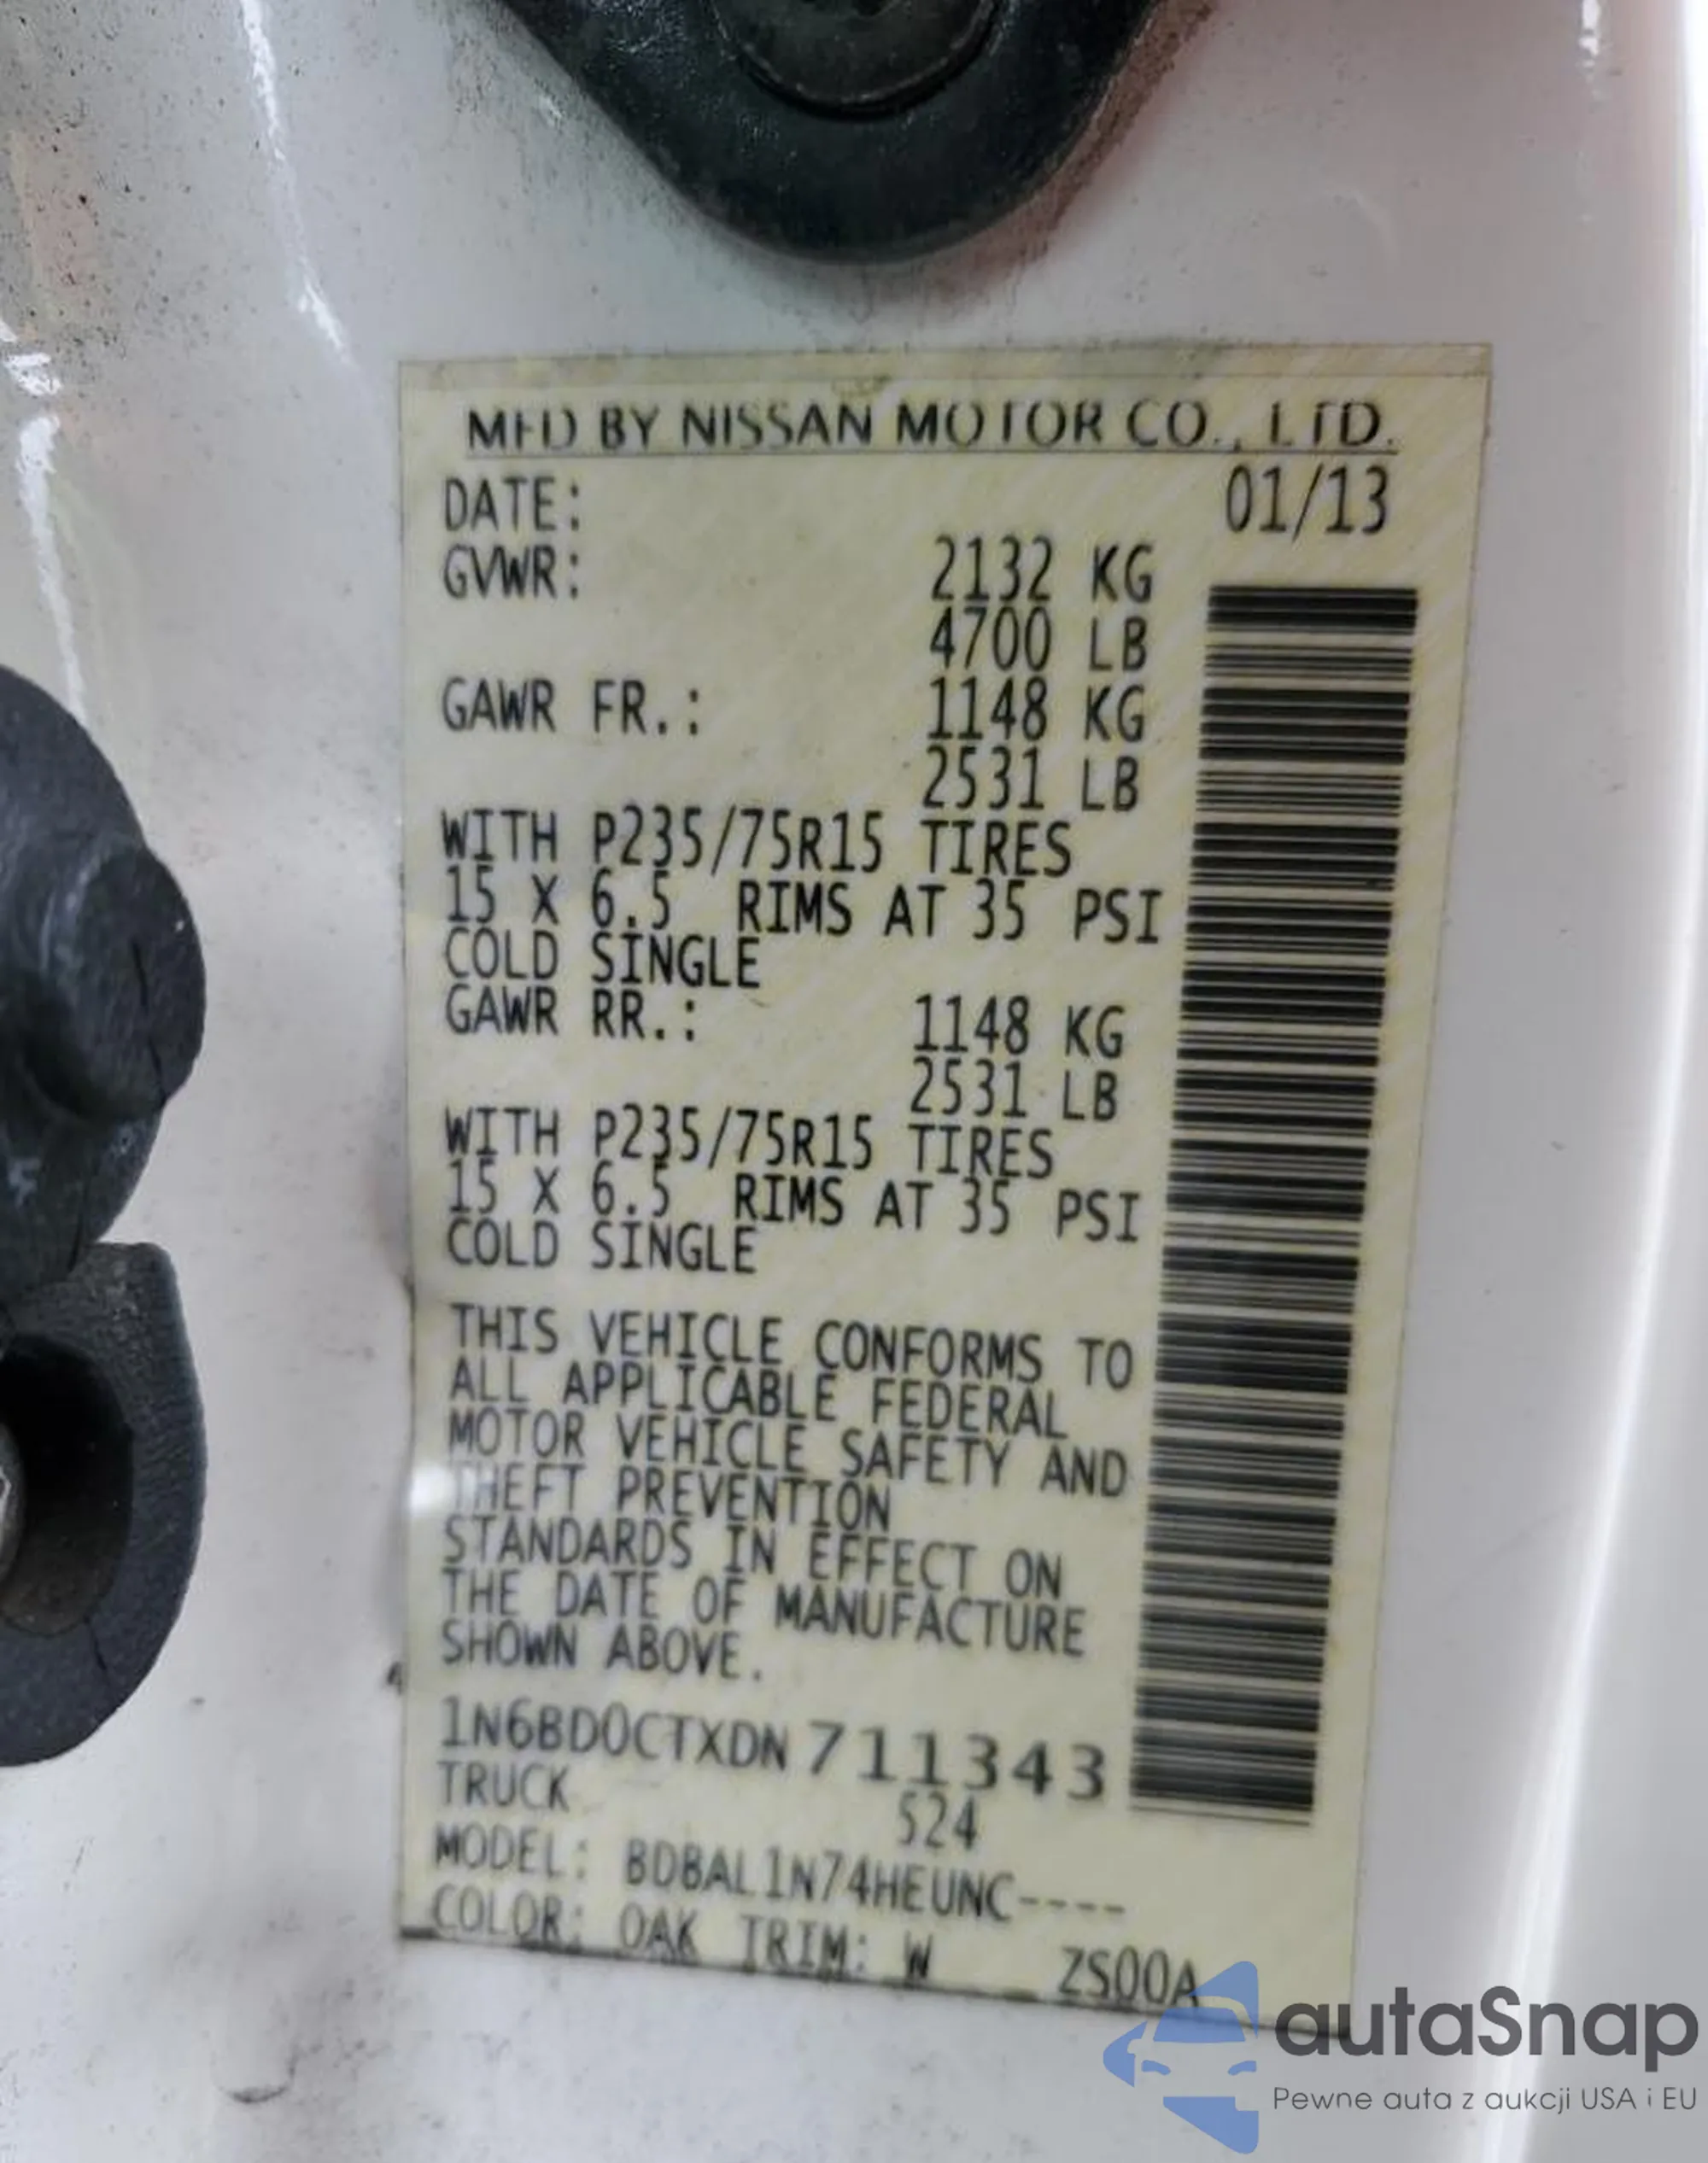 MFD BY NISSAN MOTOR CO., LTD.
DATE: 01/13
GVWR: 2132 KG
4700 LB
GAWR FR.: 1148 KG
2531 LB
WITH P235/75R15 TIRES
15 X 6.5 RIMS AT 35 PSI
COLD SINGLE
GAWR RR.: 1148 KG
2531 LB
WITH P235/75R15 TIRES
15 X 6.5 RIMS AT 35 PSI
COLD SINGLE
THIS VEHICLE CONFORMS TO
ALL APPLICABLE FEDERAL
MOTOR VEHICLE SAFETY AND
THEFT PREVENTION
STANDARDS IN EFFECT ON
THE DATE OF MANUFACTURE
SHOWN ABOVE.
1N6BD0CTXDN711343
TRUCK 524
MODEL: BDBAL1N74HEUNC----
COLOR: OAK TRIM: W ZS00A
autaSnap
Pewne auta z aukcji USA i EU